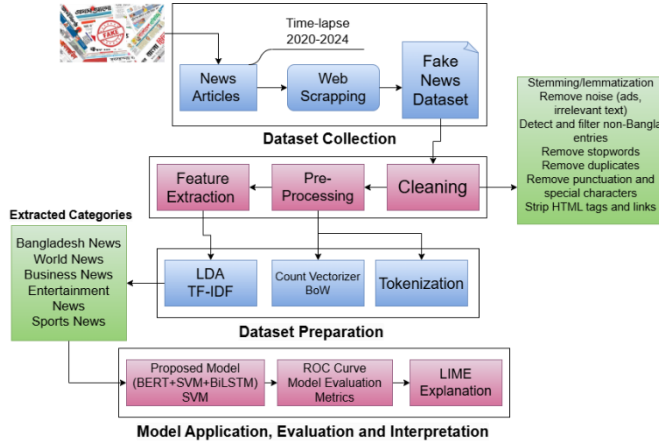 FAKE
Time-lapse
2020-2024
News
Articles
Web
Scrapping
Fake
News
Dataset
Dataset Collection
Stemming/lemmatization
Remove noise (ads,
irrelevant text)
Detect and filter non-Bangla
entries
Remove stopwords
Remove duplicates
Remove punctuation and
special characters
Strip HTML tags and links
Feature
Extraction
Pre-
Processing
Cleaning
Extracted Categories
Bangladesh News
World News
Business News
Entertainment
News
Sports News
LDA
TF-IDF
Count Vectorizer
BoW
Tokenization
Dataset Preparation
Proposed Model
(BERT+SVM+BiLSTM)
SVM
ROC Curve
Model Evaluation
Metrics
LIME
Explanation
Model Application, Evaluation and Interpretation